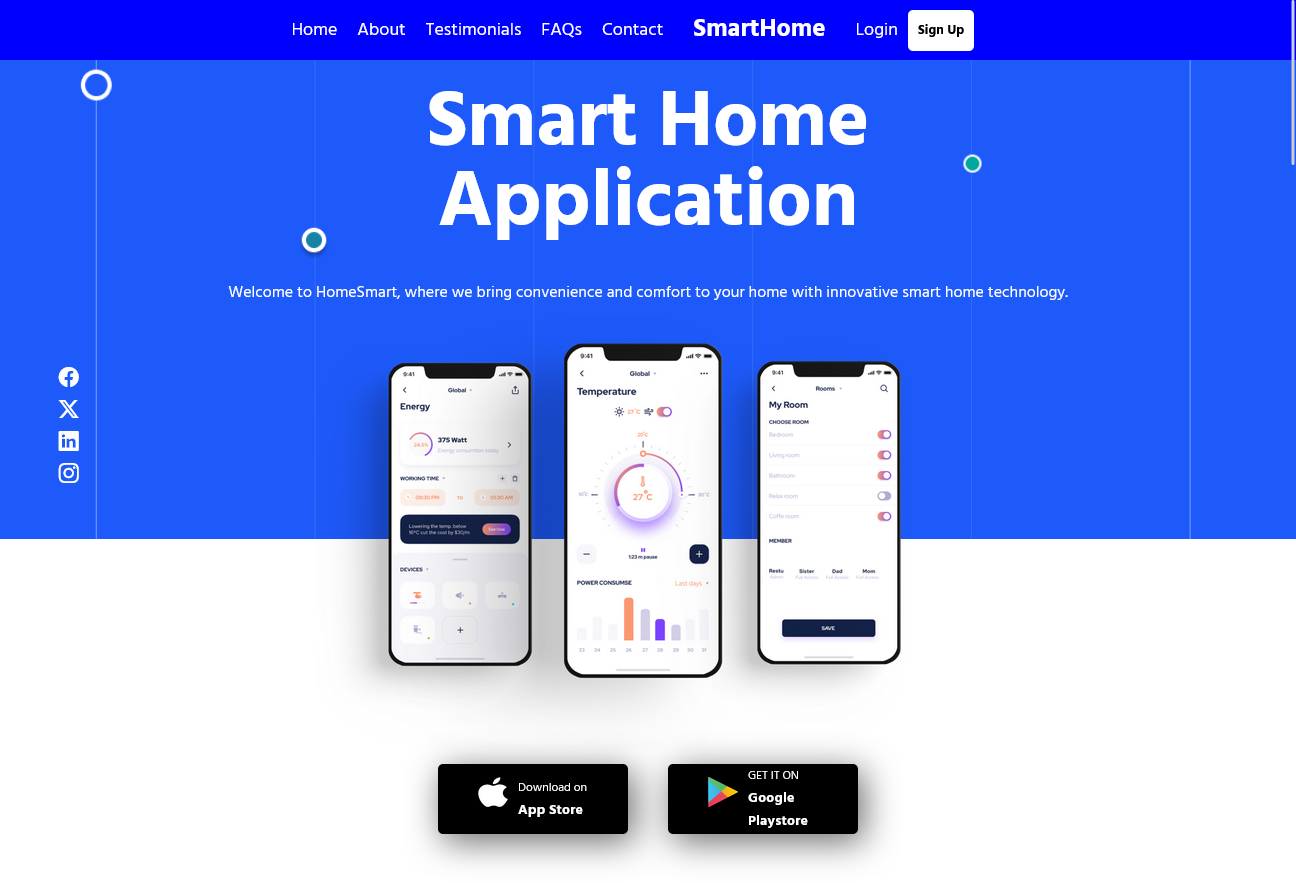 Home About Testimonials FAQs Contact SmartHome Login Sign Up
Smart Home
Application
Welcome to HomeSmart, where we bring convenience and comfort to your home with innovative smart home technology.
9:41
Global
Energy
24,5%
375 Watt
Energy consumtion today
WORKING TIME
09:30 PM TO 09:30 AM
Lowering the temp. below
16°C cut the cost by $30/m
See how
DEVICES
9:41
Global
Temperature
27°C
20°C
10°C
27°C
30°C
1:23 m pause
POWER CONSUMSE Last days
23 24 25 26 27 28 29 30 31
9:41
Rooms
My Room
CHOOSE ROOM
Bedroom
Living room
Bathroom
Relax room
Coffe room
MEMBER
Restu Sister Dad Mom
Admin Full Access Full Access Full Access
SAVE
Download on
App Store
GET IT ON
Google
Playstore